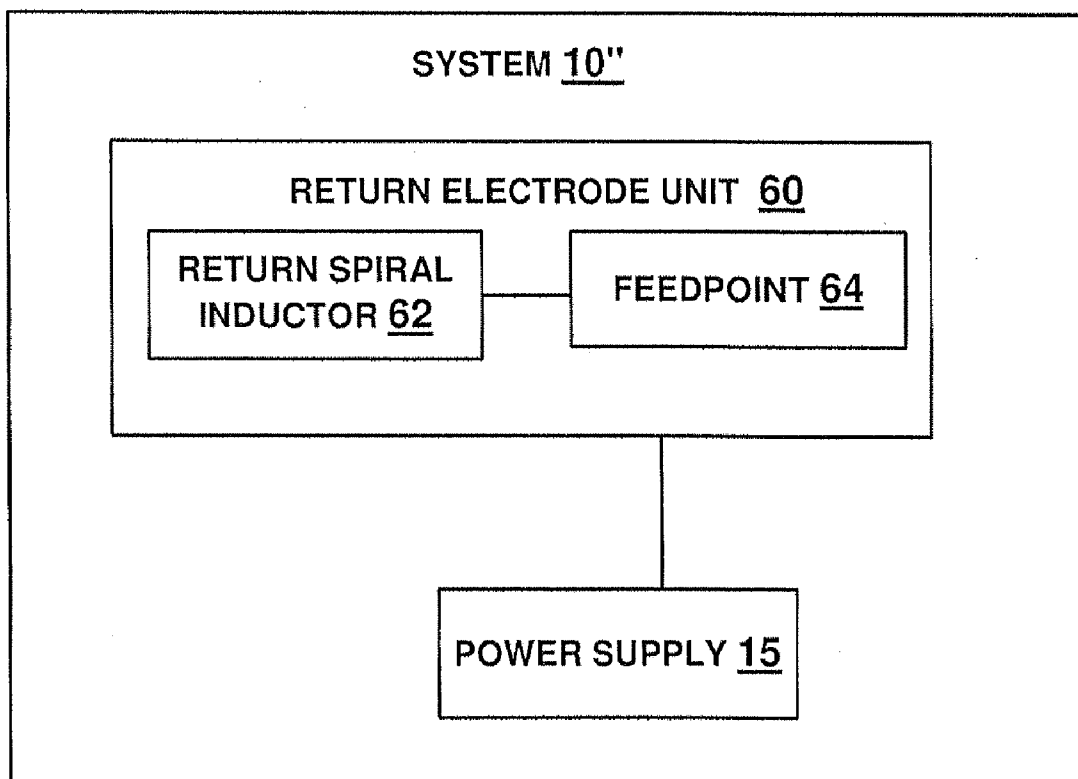 SYSTEM 10"
RETURN ELECTRODE UNIT 60
RETURN SPIRAL
INDUCTOR 62
FEEDPOINT 64
POWER SUPPLY 15